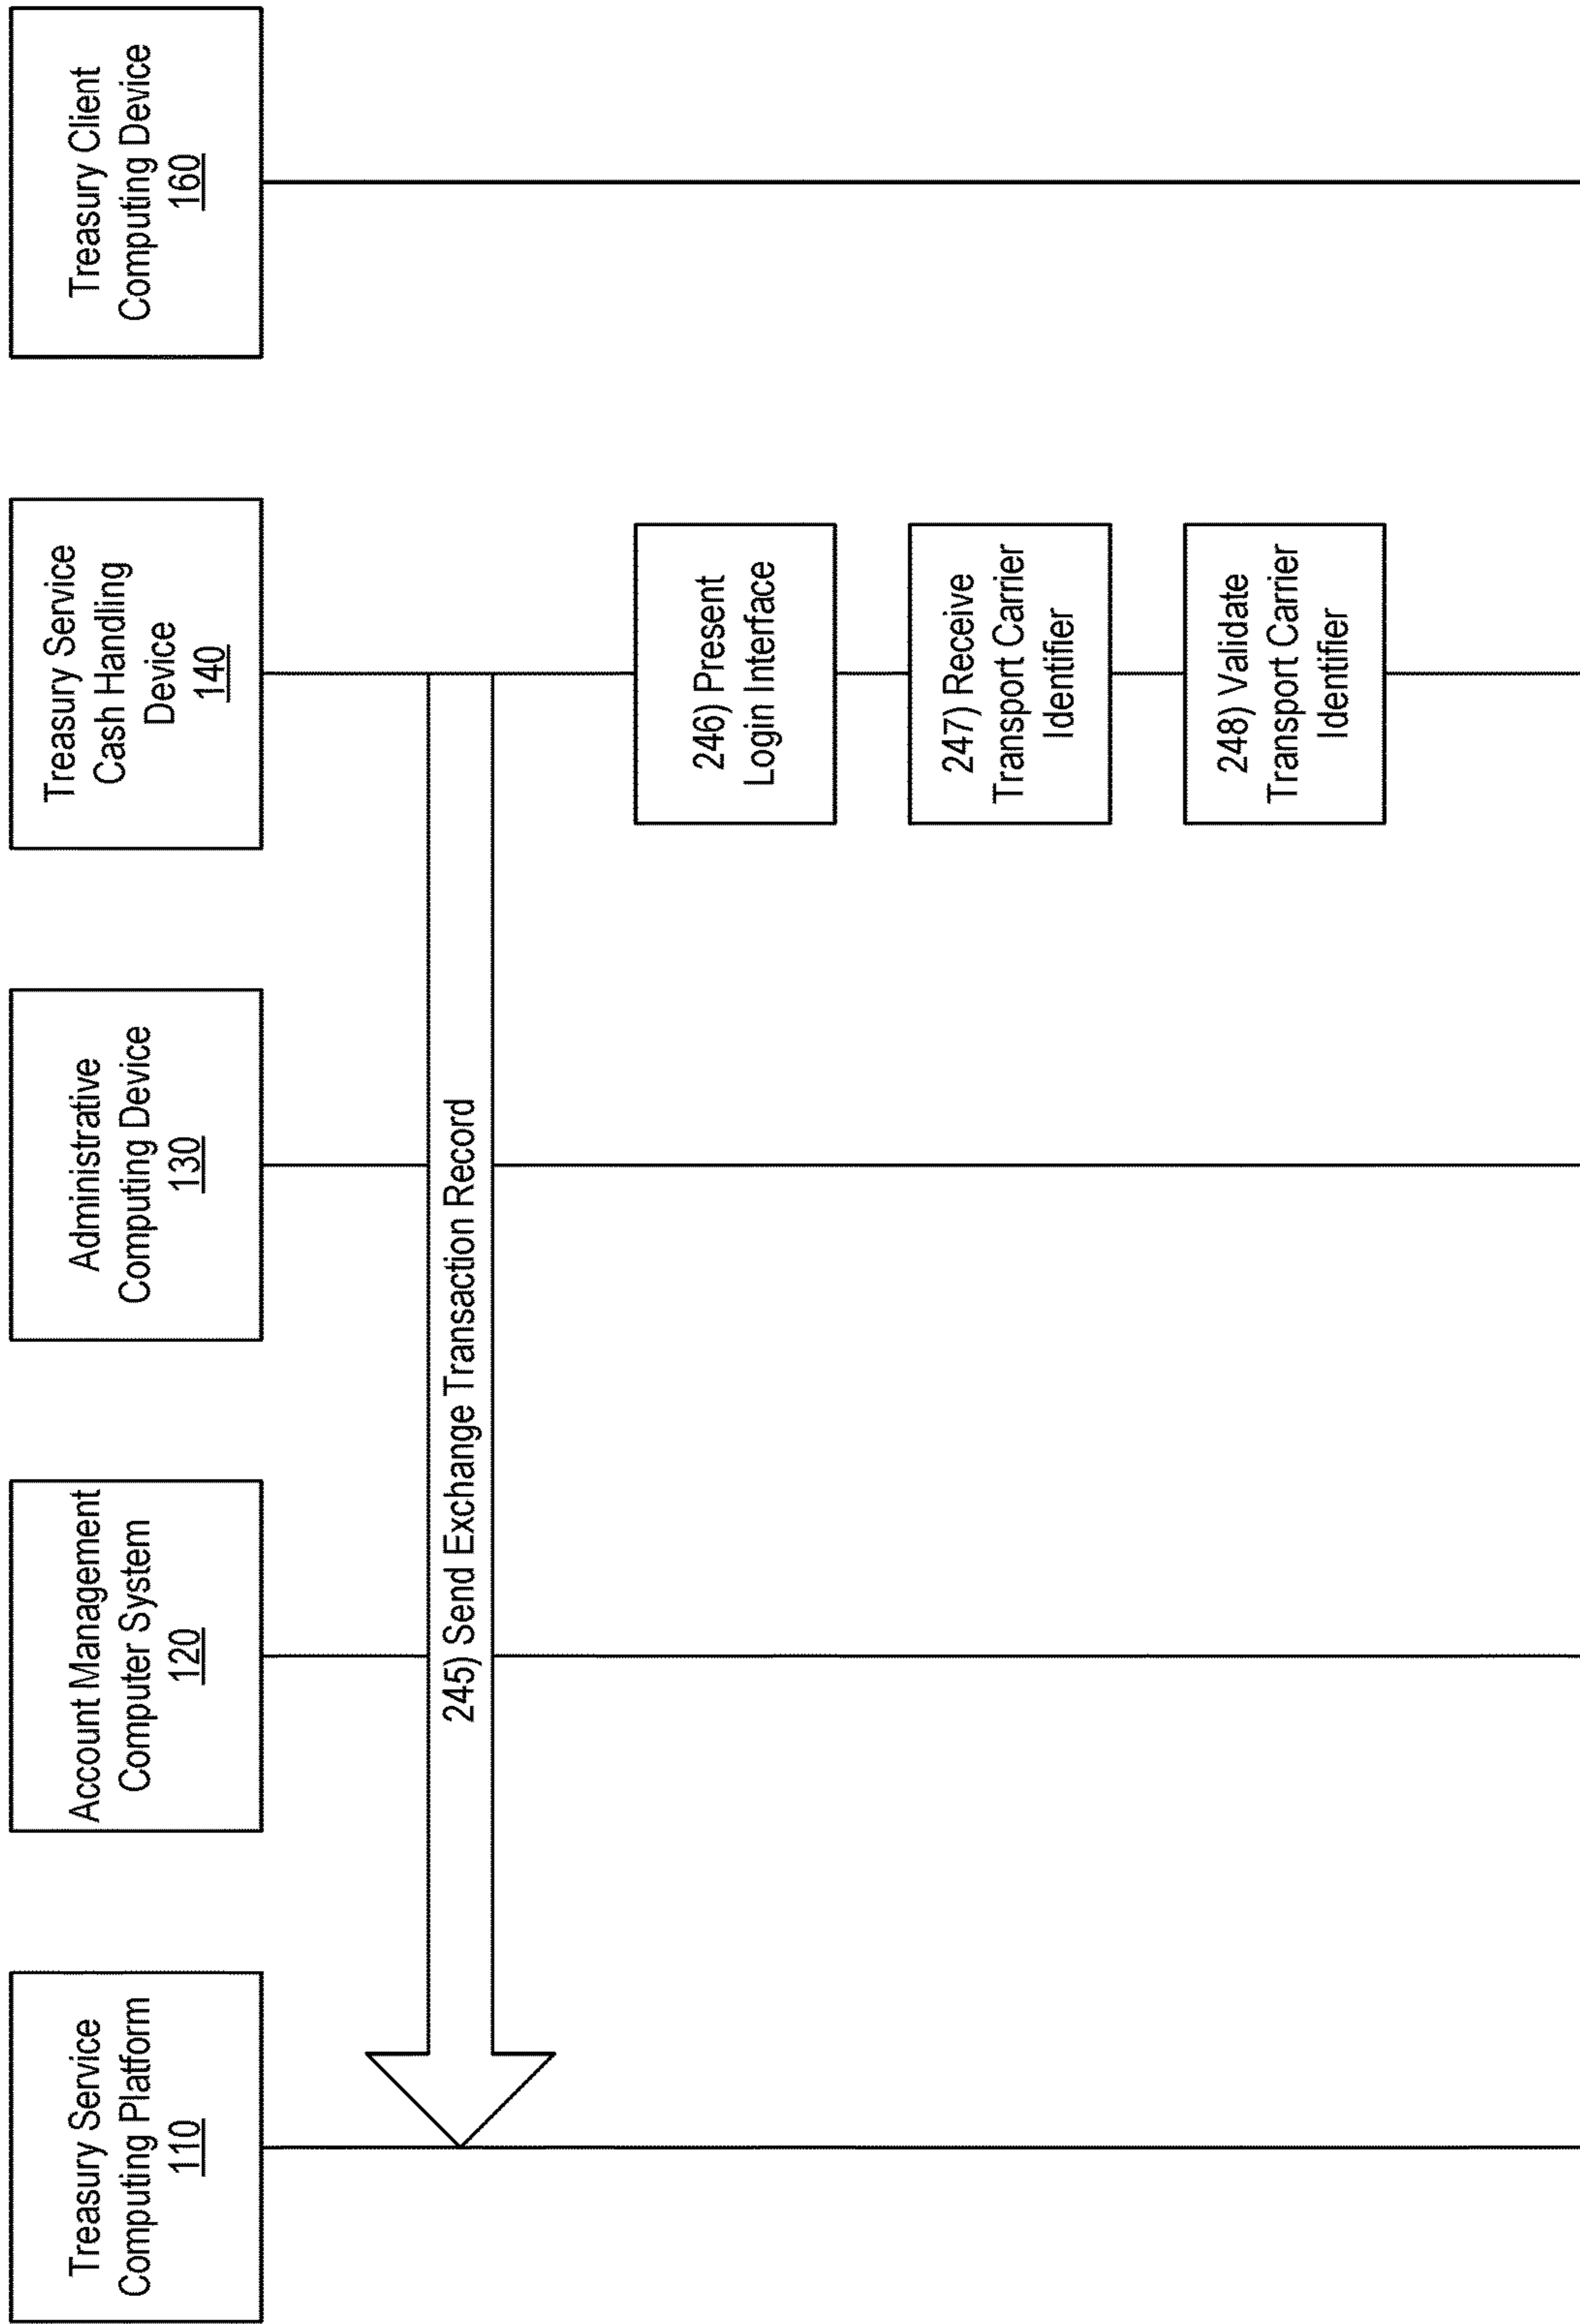 Treasury Service
Computing Platform
110
Account Management
Computer System
120
Administrative
Computing Device
130
Treasury Service
Cash Handling
Device
140
Treasury Client
Computing Device
160
245) Send Exchange Transaction Record
246) Present
Login Interface
247) Receive
Transport Carrier
Identifier
248) Validate
Transport Carrier
Identifier